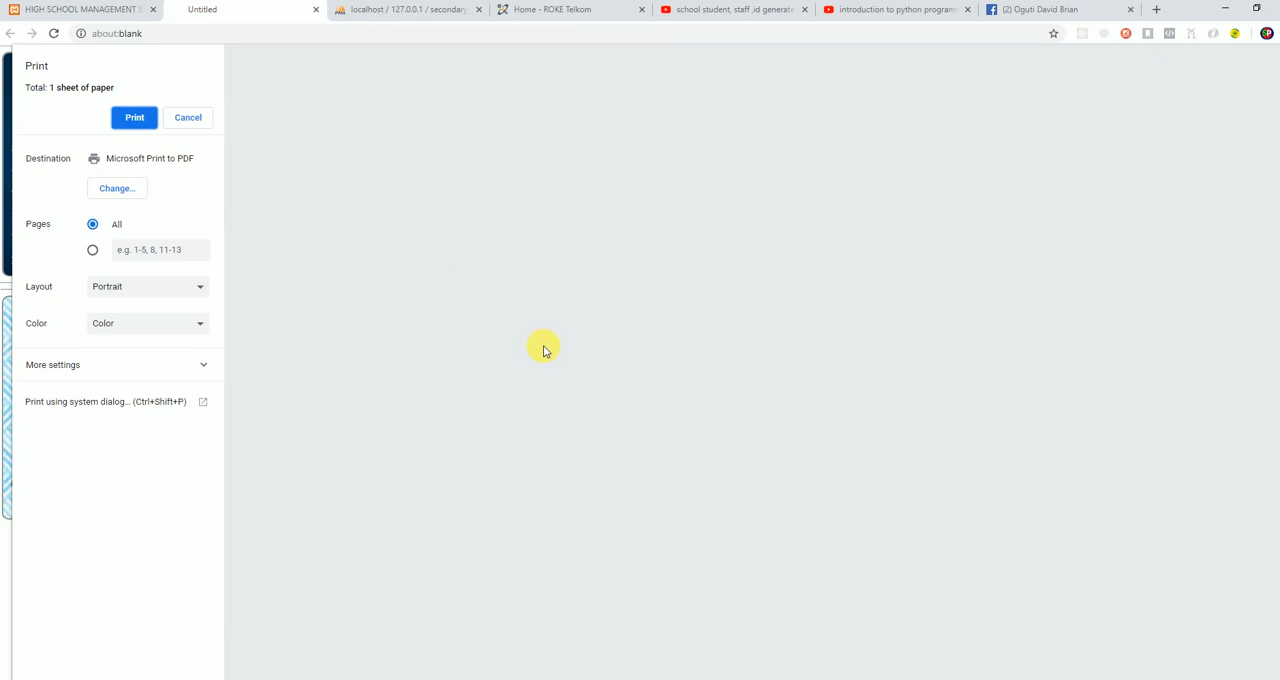 HIGH SCHOOL MANAGEMENT S
Untitled
localhost / 127.0.0.1 / secondary
Home - ROKE Telkom
school student, staff ,id generate
introduction to python programm
(2) Oguti David Brian
about:blank
Print
Total: 1 sheet of paper
Print
Cancel
Destination
Microsoft Print to PDF
Change...
Pages
All
e.g. 1-5, 8, 11-13
Layout
Portrait
Color
Color
More settings
Print using system dialog... (Ctrl+Shift+P)